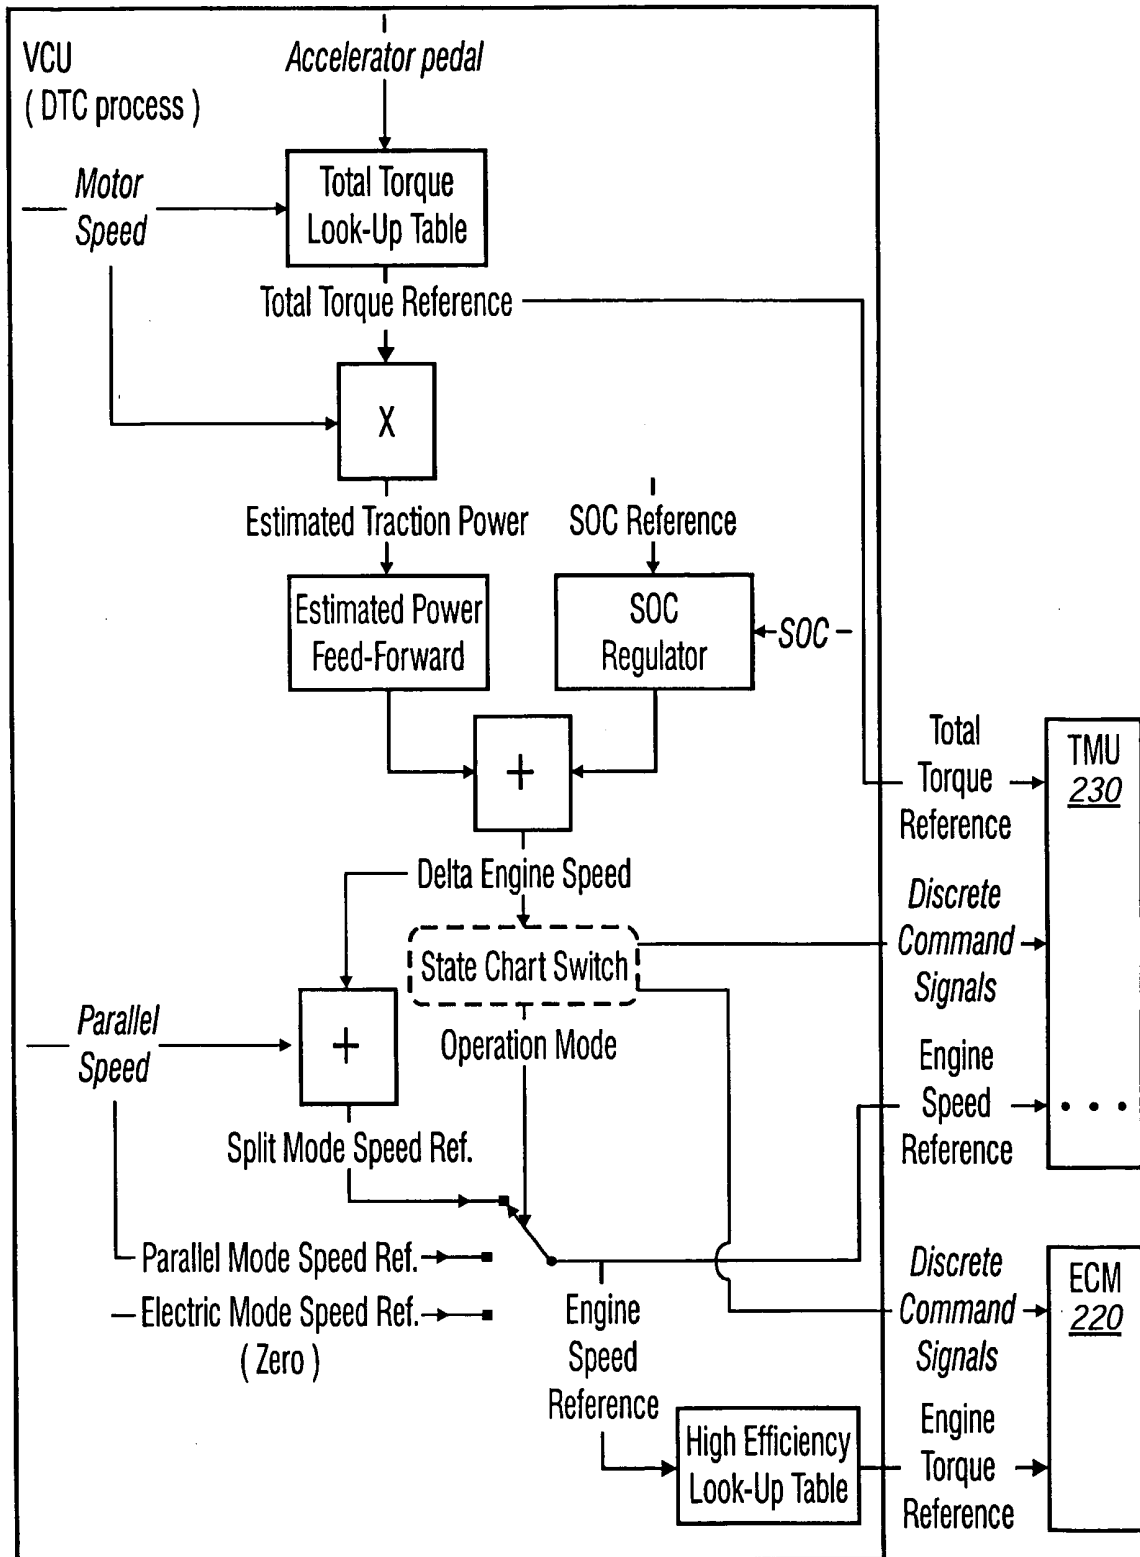 VCU
( DTC process )
Accelerator pedal
Motor
Speed
Total Torque
Look-Up Table
Total Torque Reference
X
Estimated Traction Power
SOC Reference
Estimated Power
Feed-Forward
SOC
Regulator
SOC
+
Delta Engine Speed
State Chart Switch
Parallel
Speed
+
Operation Mode
Split Mode Speed Ref.
Parallel Mode Speed Ref.
Electric Mode Speed Ref.
( Zero )
Engine
Speed
Reference
High Efficiency
Look-Up Table
Total
Torque
Reference
Discrete
Command
Signals
Engine
Speed
Reference
TMU
230
. . .
Discrete
Command
Signals
Engine
Torque
Reference
ECM
220